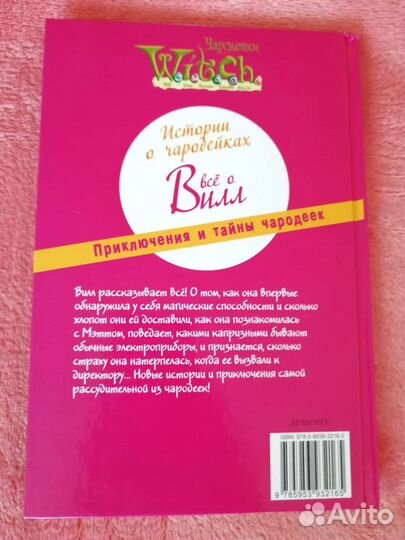 Чародейки
W.i.t.c.h.
Истории
о чародейках
всё о
Вилл
Приключения и тайны чародеек
Вилл рассказывает всё! О том, как она впервые
обнаружила у себя магические способности и сколько
хлопот они ей доставили, как она познакомилась
с Мэттом, поведает, какими капризными бывают
обычные электроприборы, и признается, сколько
страху она натерпелась, когда ее вызвали к
директору... Новые истории и приключения самой
рассудительной из чародеек!
ЭГМОНТ
ISBN: 978-5-9539-3216-5
9 785953 932165
Avito